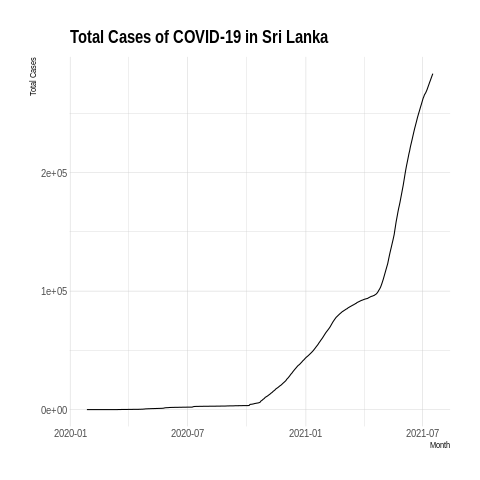 Total Cases of COVID-19 in Sri Lanka
Total Cases
2e+05
1e+05
0e+00
2020-01 2020-07 2021-01 2021-07
Month